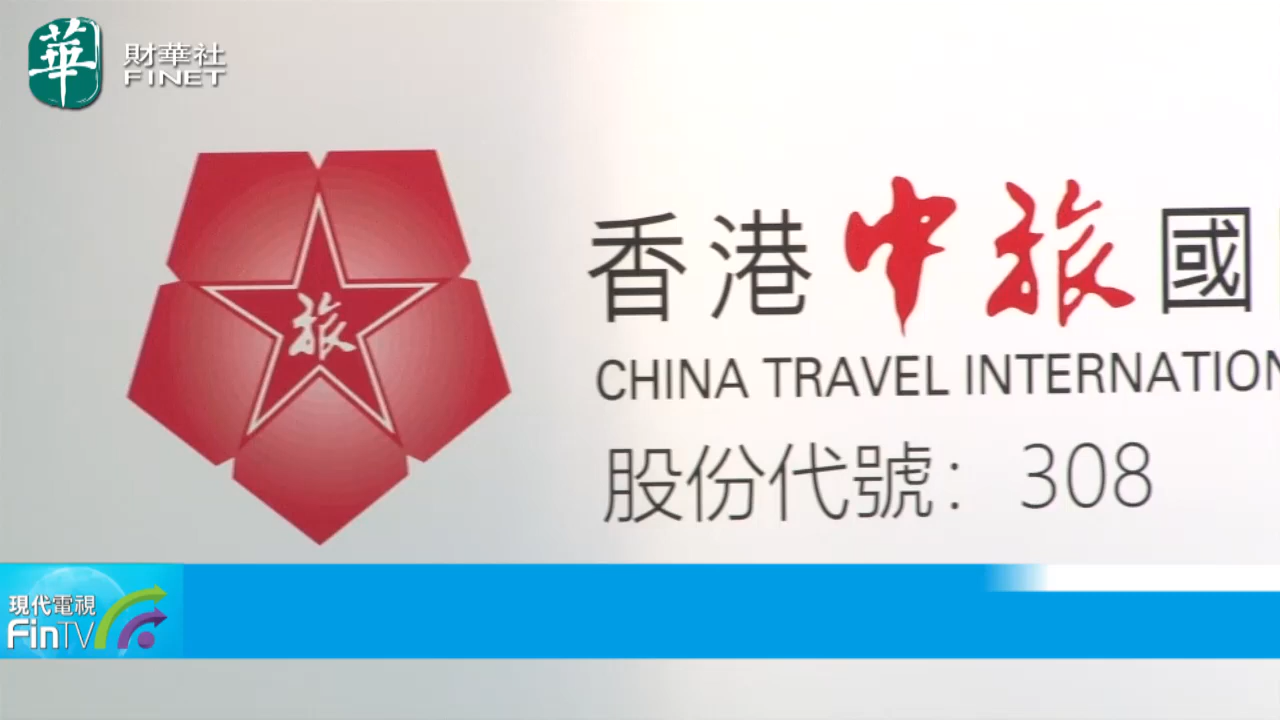 華
財華社
FINET
旅
香港中旅國
CHINA TRAVEL INTERNATION
股份代號： 308
現代電視
FinTV